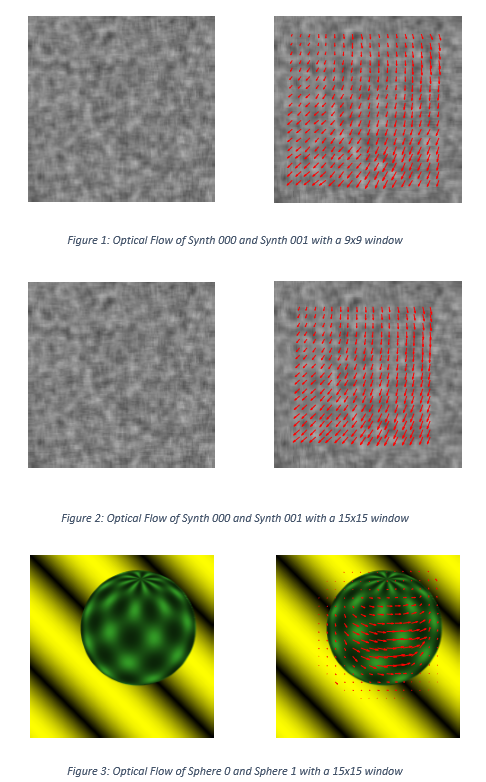 Figure 1: Optical Flow of Synth 000 and Synth 001 with a 9x9 window
Figure 2: Optical Flow of Synth 000 and Synth 001 with a 15x15 window
Figure 3: Optical Flow of Sphere 0 and Sphere 1 with a 15x15 window